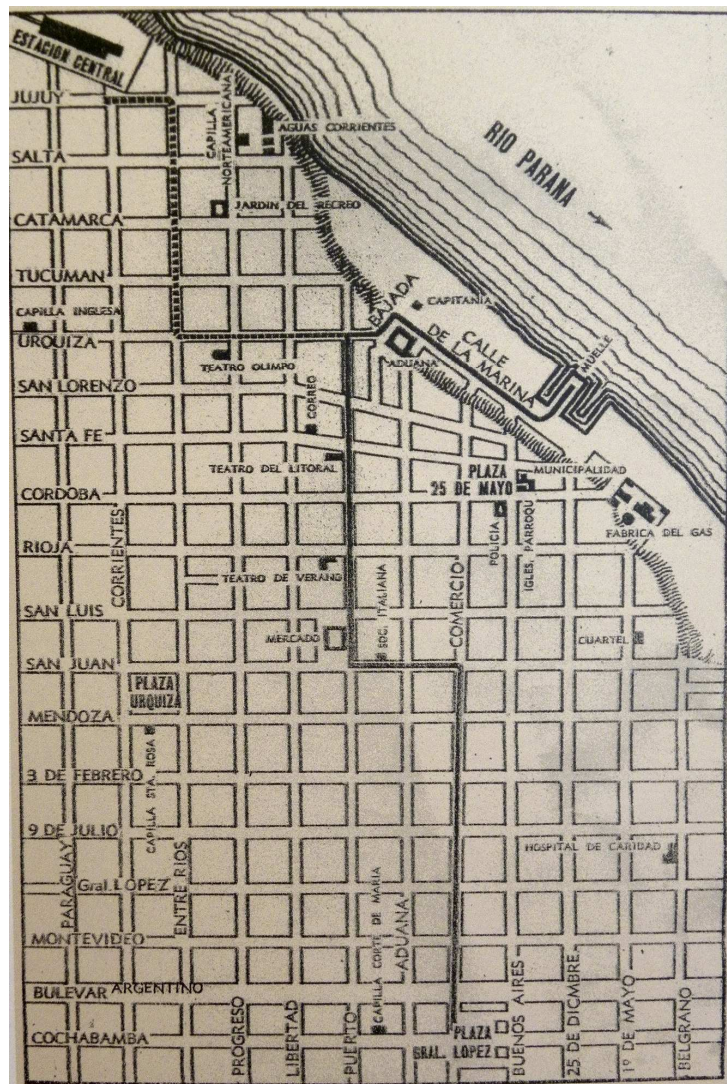 ESTACION CENTRAL
JUJUY
CAPILLA
NORTEAMERICANA
AGUAS CORRIENTES
RIO PARANA
SALTA
JARDIN DEL RECREO
CATAMARCA
TUCUMAN
BAJADA
CAPITANIA
CAPILLA INGLESA
CALLE
DE LA MARINA
MUELLE
URQUIZA
TEATRO OLIMPO
ADUANA
SAN LORENZO
CORREO
SANTA FE
TEATRO DEL LITORAL
PLAZA
25 DE MAYO
MUNICIPALIDAD
CORDOBA
CORRIENTES
POLICIA
IGLES. PARROQU
FABRICA DEL GAS
RIOJA
TEATRO DE VERANO
SOC. ITALIANA
COMERCIO
SAN LUIS
MERCADO
CUARTEL
SAN JUAN
PLAZA
URQUIZA
MENDOZA
CAPILLA STA. ROSA
3 DE FEBRERO
9 DE JULIO
HOSPITAL DE CARIDAD
PARAGUAY
Gral. LOPEZ
ENTRE RIOS
CAPILLA CORTE DE MARIA
ADUANA
MONTEVIDEO
BULEVAR ARGENTINO
PROGRESO
LIBERTAD
PUERTO
BUENOS AIRES
25 DE DICMBRE
1º DE MAYO
BELGRANO
COCHABAMBA
PLAZA
GRAL. LOPEZ